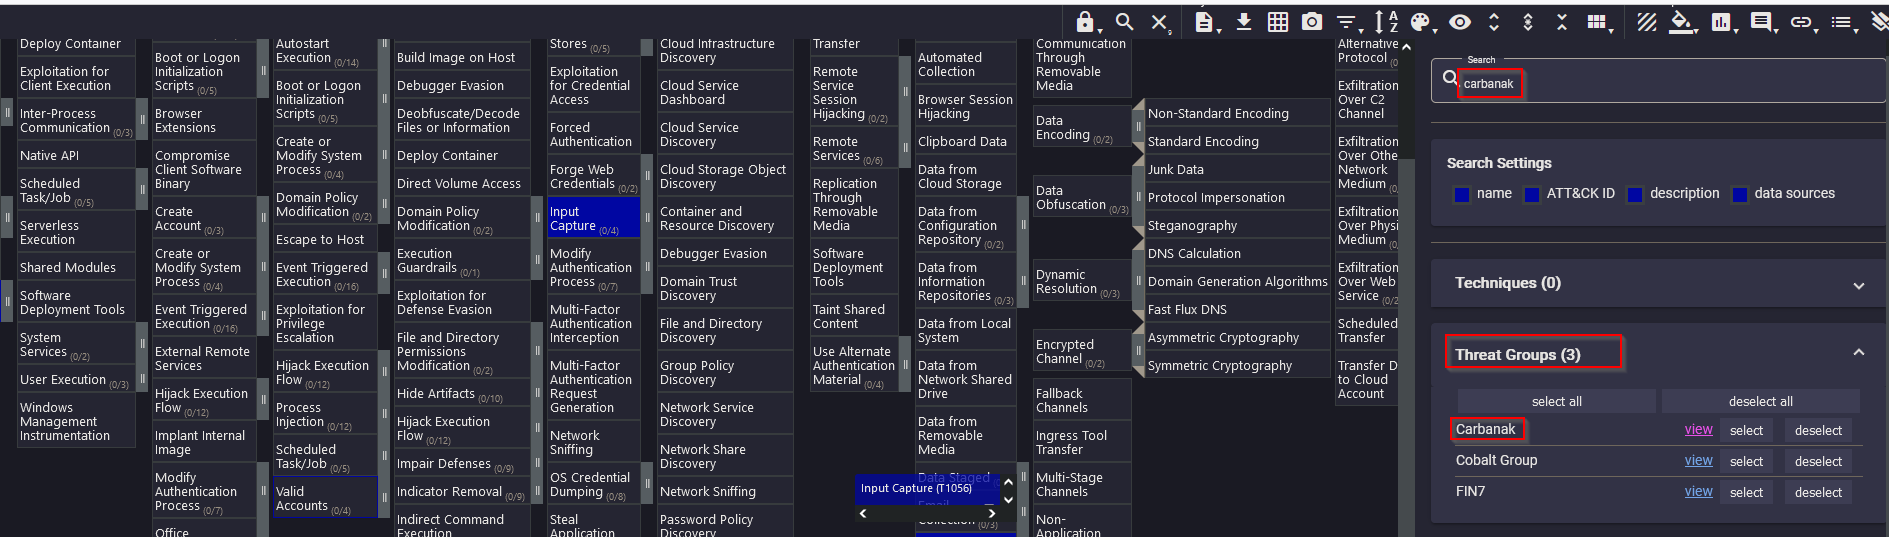 A
Z
9
Deploy Container
Exploitation for
Client Execution
Inter-Process
Communication (0/3)
Native API
Scheduled
Task/Job (0/5)
Serverless
Execution
Shared Modules
Software
Deployment Tools
System
Services (0/2)
User Execution (0/3)
Windows
Management
Instrumentation
Boot or Logon
Initialization
Scripts (0/5)
Browser
Extensions
Compromise
Client Software
Binary
Create
Account (0/3)
Create or
Modify System
Process (0/4)
Event Triggered
Execution (0/16)
External Remote
Services
Hijack Execution
Flow (0/12)
Implant Internal
Image
Modify
Authentication
Process (0/7)
Office
Autostart
Execution (0/14)
Boot or Logon
Initialization
Scripts (0/5)
Create or
Modify System
Process (0/4)
Domain Policy
Modification (0/2)
Escape to Host
Event Triggered
Execution (0/16)
Exploitation for
Privilege
Escalation
Hijack Execution
Flow (0/12)
Process
Injection (0/12)
Scheduled
Task/Job (0/5)
Valid
Accounts (0/4)
Build Image on Host
Debugger Evasion
Deobfuscate/Decode
Files or Information
Deploy Container
Direct Volume Access
Domain Policy
Modification (0/2)
Execution
Guardrails (0/1)
Exploitation for
Defense Evasion
File and Directory
Permissions
Modification (0/2)
Hide Artifacts (0/10)
Hijack Execution
Flow (0/12)
Impair Defenses (0/9)
Indicator Removal (0/9)
Indirect Command
Execution
Stores (0/5)
Exploitation
for Credential
Access
Forced
Authentication
Forge Web
Credentials (0/2)
Input
Capture (0/4)
Modify
Authentication
Process (0/7)
Multi-Factor
Authentication
Interception
Multi-Factor
Authentication
Request
Generation
Network
Sniffing
OS Credential
Dumping (0/8)
Steal
Application
Cloud Infrastructure
Discovery
Cloud Service
Dashboard
Cloud Service
Discovery
Cloud Storage Object
Discovery
Container and
Resource Discovery
Debugger Evasion
Domain Trust
Discovery
File and Directory
Discovery
Group Policy
Discovery
Network Service
Discovery
Network Share
Discovery
Network Sniffing
Password Policy
Discovery
Transfer
Remote
Service
Session
Hijacking (0/2)
Remote
Services (0/6)
Replication
Through
Removable
Media
Software
Deployment
Tools
Taint Shared
Content
Use Alternate
Authentication
Material (0/4)
Automated
Collection
Browser Session
Hijacking
Clipboard Data
Data from
Cloud Storage
Data from
Configuration
Repository (0/2)
Data from
Information
Repositories (0/3)
Data from Local
System
Data from
Network Shared
Drive
Data from
Removable
Media
Data Staged
Email
Collection (0/3)
Input Capture (T1056)
Communication
Through
Removable
Media
Data
Encoding (0/2)
Data
Obfuscation (0/3)
Dynamic
Resolution (0/3)
Encrypted
Channel (0/2)
Fallback
Channels
Ingress Tool
Transfer
Multi-Stage
Channels
Non-
Application
Non-Standard Encoding
Standard Encoding
Junk Data
Protocol Impersonation
Steganography
DNS Calculation
Domain Generation Algorithms
Fast Flux DNS
Asymmetric Cryptography
Symmetric Cryptography
Alternative
Protocol (0
Exfiltration
Over C2
Channel
Exfiltration
Over Othe
Network
Medium (0
Exfiltration
Over Physi
Medium (0
Exfiltration
Over Web
Service (0/2
Scheduled
Transfer
Transfer D
to Cloud
Account
Search
carbanak
Search Settings
name ATT&CK ID description data sources
Techniques (0)
Threat Groups (3)
select all deselect all
Carbanak view select deselect
Cobalt Group view select deselect
FIN7 view select deselect